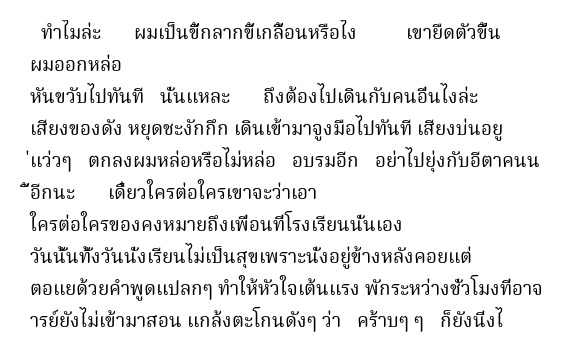 ทำไมล่ะ ผมเป็นขี้กลากขี้เกลื้อนหรือไง เขายืดตัวขึ้น
ผมออกหล่อ
หันขวับไปทันที นั่นแหละ ถึงต้องไปเดินกับคนอื่นไงล่ะ
เสียงของดัง หยุดชะงักกึก เดินเข้ามาจูงมือไปทันที เสียงบ่นอยู
่แว่วๆ ตกลงผมหล่อหรือไม่หล่อ อบรมอีก อย่าไปยุ่งกับอีตาคนน
ี้อีกนะ เดี๋ยวใครต่อใครเขาจะว่าเอา
ใครต่อใครของคงหมายถึงเพื่อนที่โรงเรียนนั่นเอง
วันนั้นทั้งวันนั่งเรียนไม่เป็นสุขเพราะนั่งอยู่ข้างหลังคอยแต่
ตอแยด้วยคำพูดแปลกๆ ทำให้หัวใจเต้นแรง พักระหว่างชั่วโมงที่อาจ
ารย์ยังไม่เข้ามาสอน แกล้งตะโกนดังๆ ว่า คร้าบๆ ๆ ก็ยังนึ่งไ